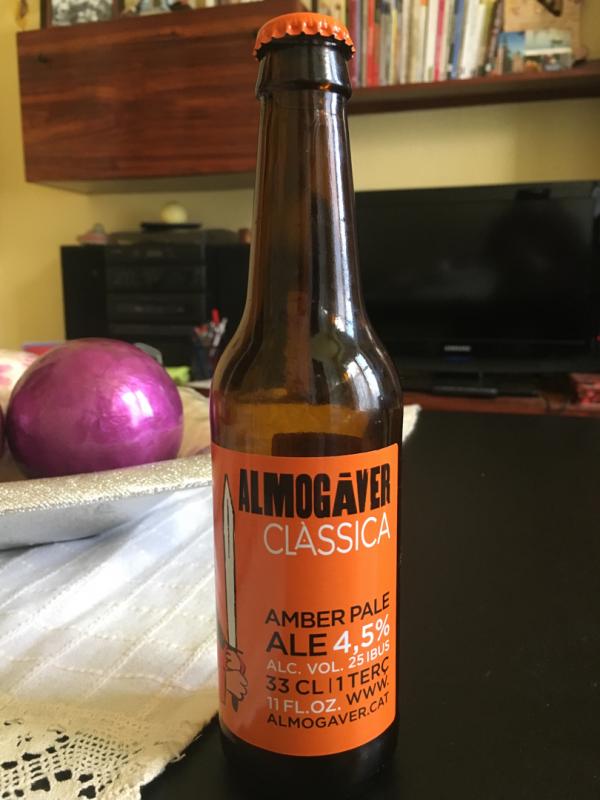 ALMOGÀVER
CLÀSSICA
AMBER PALE
ALE 4,5%
ALC. VOL. 25 IBUS
33 CL | 1 TERÇ
11 FL.OZ. WWW.
ALMOGAVER.CAT
SAMSUNG